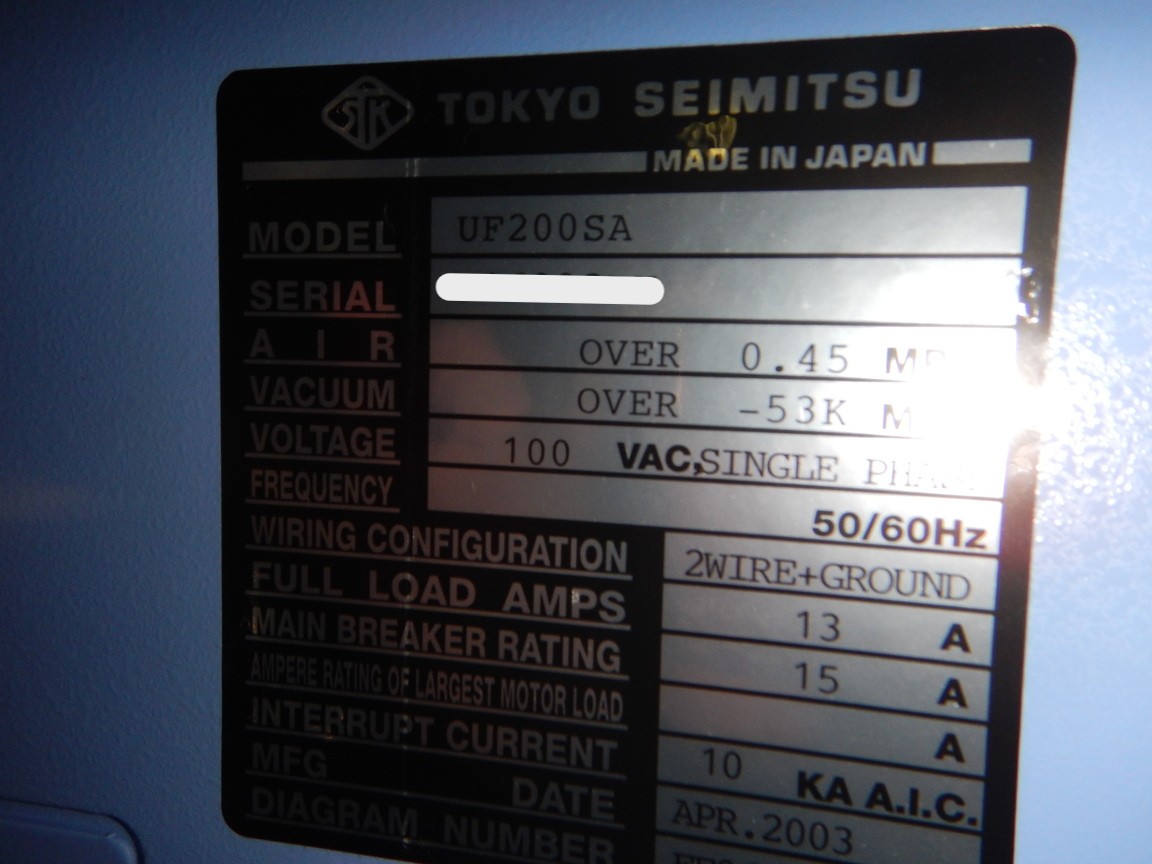 STK TOKYO SEIMITSU
MADE IN JAPAN
MODEL UF200SA
SERIAL
AIR OVER 0.45
VACUUM OVER -53K
VOLTAGE 100 VAC,SINGLE
FREQUENCY 50/60Hz
WIRING CONFIGURATION 2WIRE+GROUND
FULL LOAD AMPS 13 A
MAIN BREAKER RATING 15 A
AMPERE RATING OF LARGEST MOTOR LOAD A
INTERRUPT CURRENT 10 KA A.I.C.
MFG DATE APR.2003
DIAGRAM NUMBER